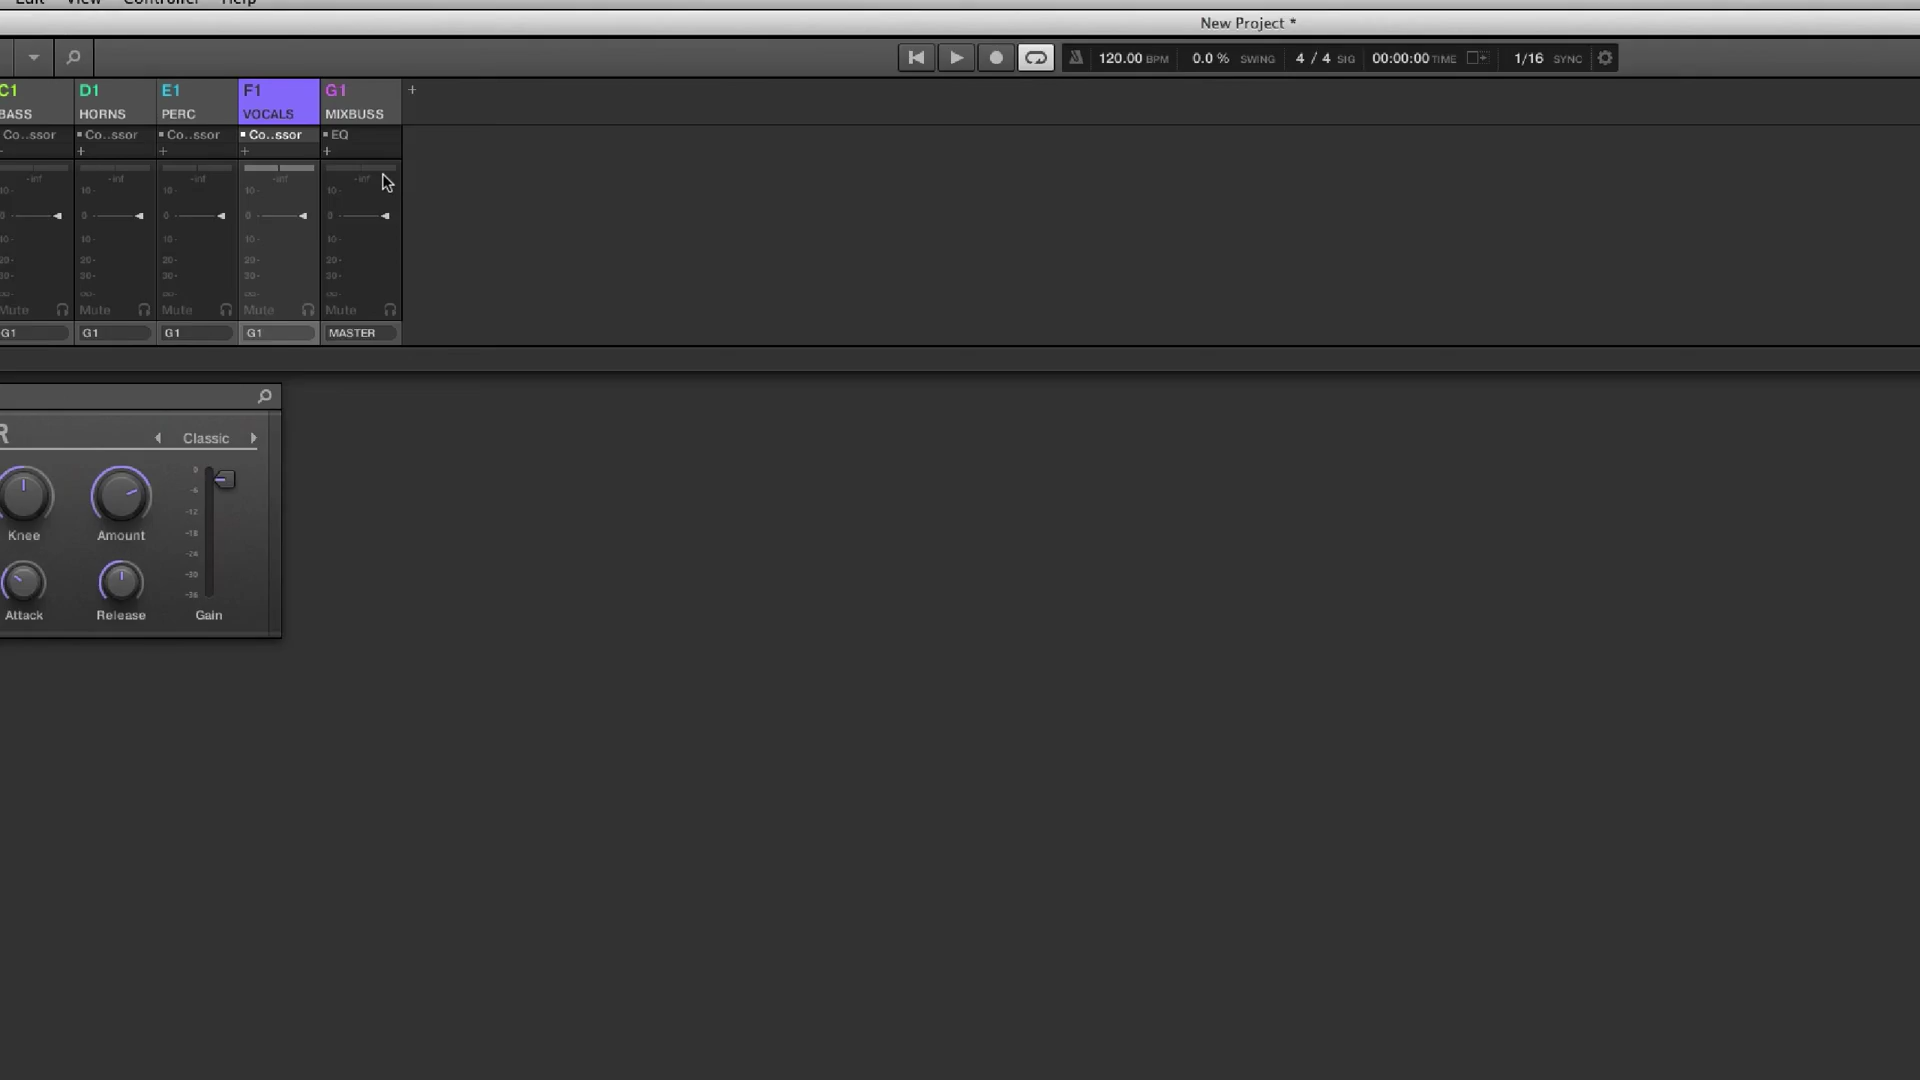 Edit View Controller Help
New Project *
120.00 BPM 0.0 % SWING 4 / 4 SIG 00:00:00 TIME 1/16 SYNC
C1 D1 E1 F1 G1 +
BASS HORNS PERC VOCALS MIXBUSS
Co..ssor Co..ssor Co..ssor Co..ssor EQ
+ + + +
-inf -inf -inf -inf -inf
10 10 10 10
0 0 0 0 0
10 10 10 10 10
20 20 20 20 20
30 30 30 30 30
∞ ∞ ∞ ∞ ∞
Mute Mute Mute Mute Mute
G1 G1 G1 G1 MASTER
R
Classic
0
-6
-12
Knee Amount -18
-24
-30
-36
Attack Release Gain